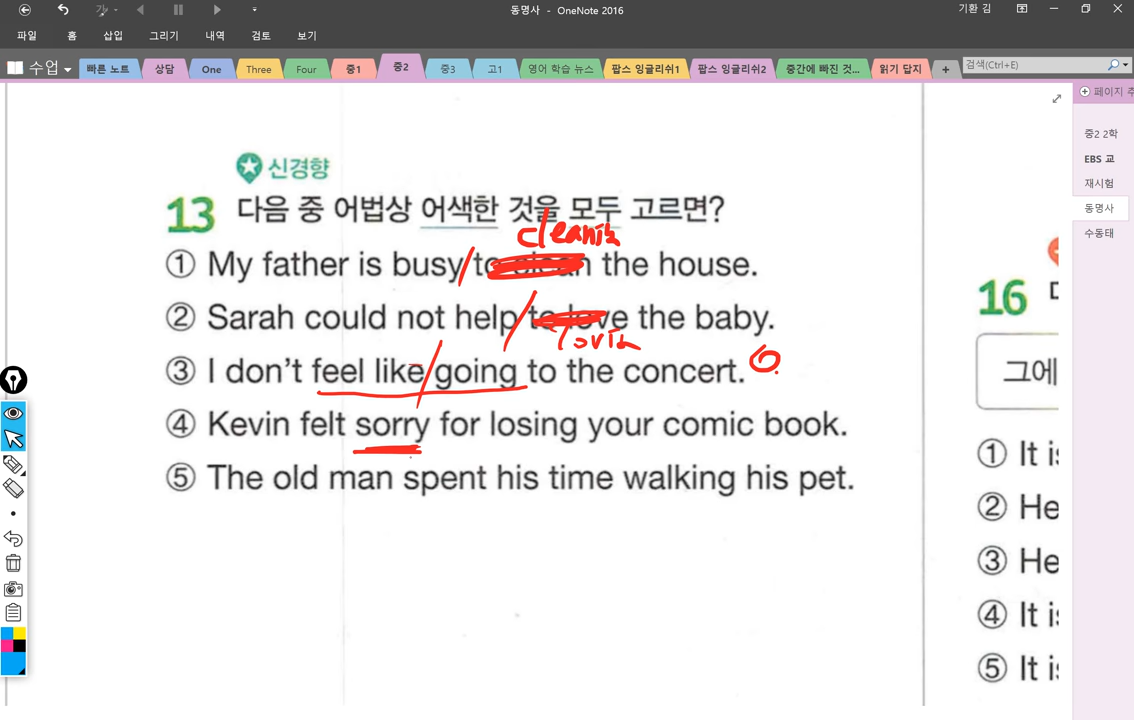 동명사 - OneNote 2016
기환 김
파일 홈 삽입 그리기 내역 검토 보기
수업 빠른 노트 상담 One Three Four 중1 중2 중3 고1 영어 학습 뉴스 팝스 잉글리쉬1 팝스 잉글리쉬2 중간에 빠진 것... 읽기 답지 + 검색(Ctrl+E)
페이지 추
중2 2학
EBS 교
재시험
동명사
수동태
신경향
13 다음 중 어법상 어색한 것을 모두 고르면?
① My father is busy to clean the house.
② Sarah could not help to love the baby.
③ I don't feel like going to the concert.
④ Kevin felt sorry for losing your comic book.
⑤ The old man spent his time walking his pet.
16
그에
① It is
② He
③ He
④ It is
⑤ It is